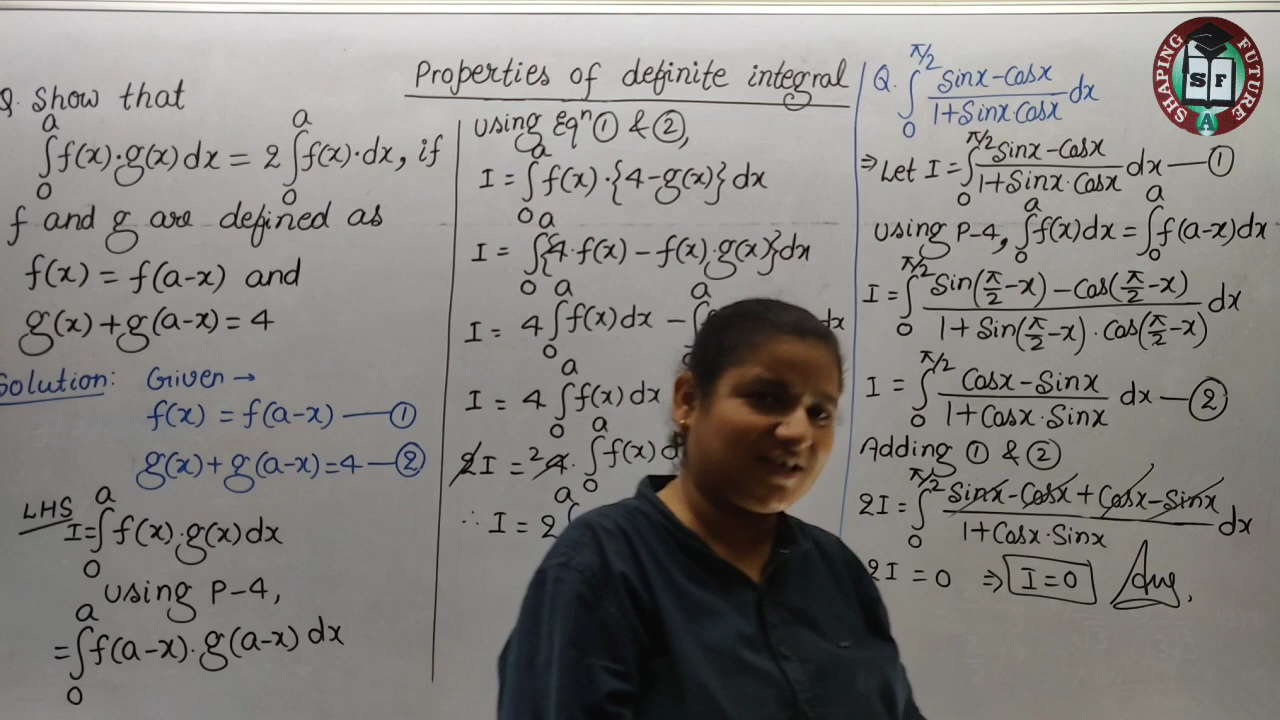 Properties of definite integral
Q. Show that
∫₀ᵃ f(x)·g(x) dx = 2 ∫₀ᵃ f(x)·dx, if
f and g are defined as
f(x) = f(a-x) and
g(x)+g(a-x) = 4
Solution: Given →
f(x) = f(a-x) — ①
g(x)+g(a-x)=4 — ②
LHS I = ∫₀ᵃ f(x)·g(x) dx
using P-4,
= ∫₀ᵃ f(a-x)·g(a-x) dx
using Eqⁿ ① & ②,
I = ∫₀ᵃ f(x)·{4-g(x)} dx
I = ∫₀ᵃ {4·f(x) - f(x)·g(x)} dx
I = 4 ∫₀ᵃ f(x) dx - ∫₀ᵃ dx
I = 4 ∫₀ᵃ f(x) dx
2I = ² 4· ∫₀ᵃ f(x) d
∴ I = 2 ∫ᵃ
Q. ∫₀^π/2 (Sinx-Cosx)/(1+Sinx Cosx) dx
⇒ Let I = ∫₀^π/2 (Sinx-Cosx)/(1+Sinx·Cosx) dx — ①
using P-4, ∫₀ᵃ f(x) dx = ∫₀ᵃ f(a-x) dx
I = ∫₀^π/2 (Sin(π/2-x) - Cos(π/2-x))/(1+Sin(π/2-x)·Cos(π/2-x)) dx
I = ∫₀^π/2 (Cosx-Sinx)/(1+Cosx·Sinx) dx — ②
Adding ① & ②
2I = ∫₀^π/2 (Sinx-Cosx+Cosx-Sinx)/(1+Cosx·Sinx) dx
2I = 0 ⇒ I=0 Ans.
SHAPING FUTURE
S F
A